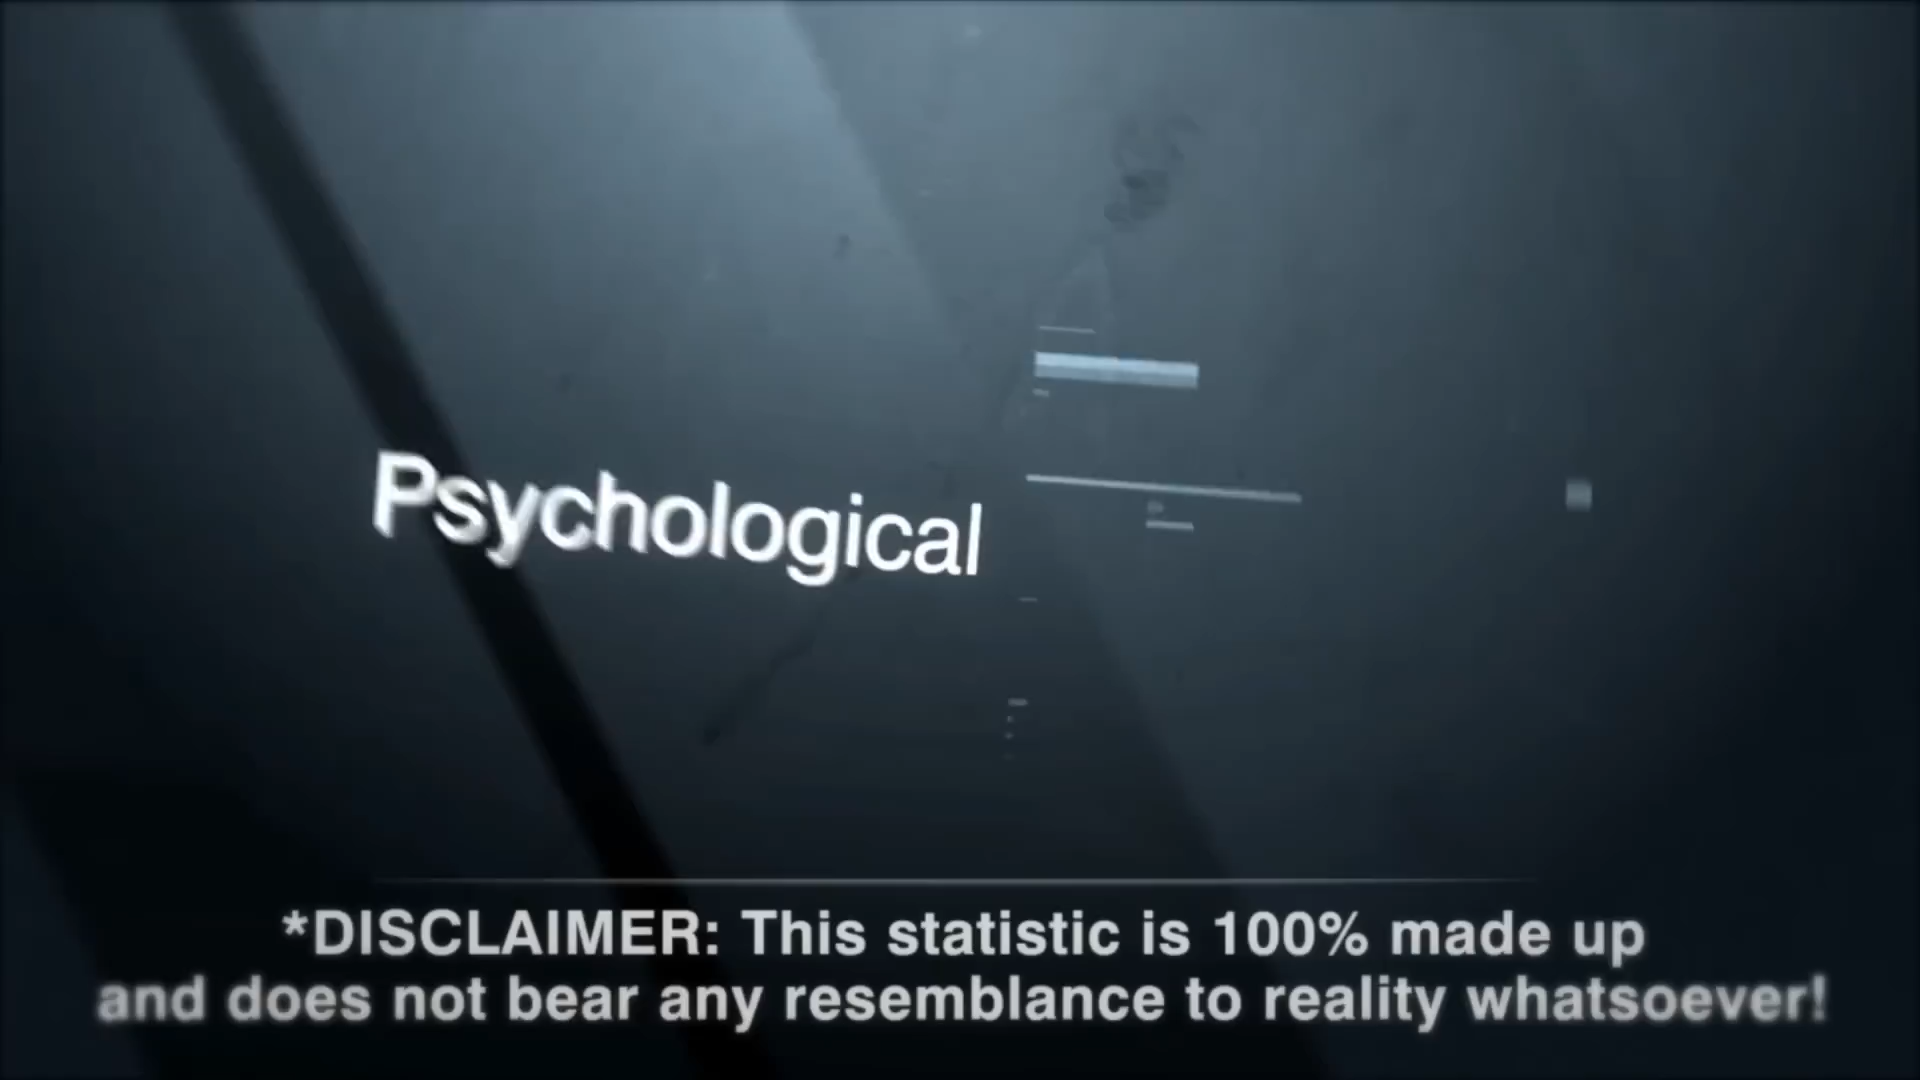 Psychological
*DISCLAIMER: This statistic is 100% made up
and does not bear any resemblance to reality whatsoever!